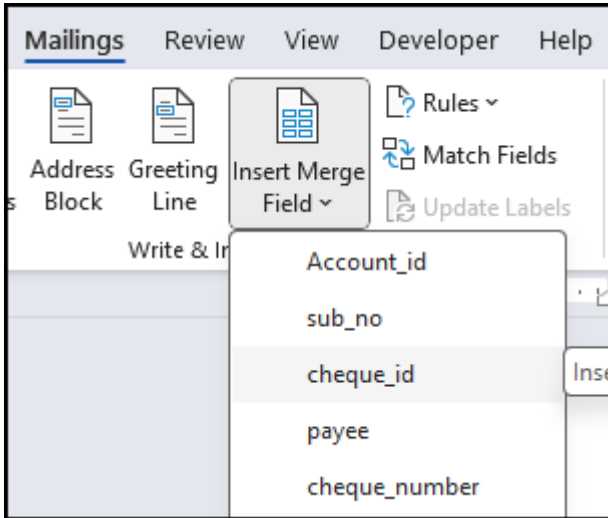 Mailings Review View Developer Help
Rules
Match Fields
Update Labels
Address Block
Greeting Line
Insert Merge Field
Write &
Account_id
sub_no
cheque_id
payee
cheque_number